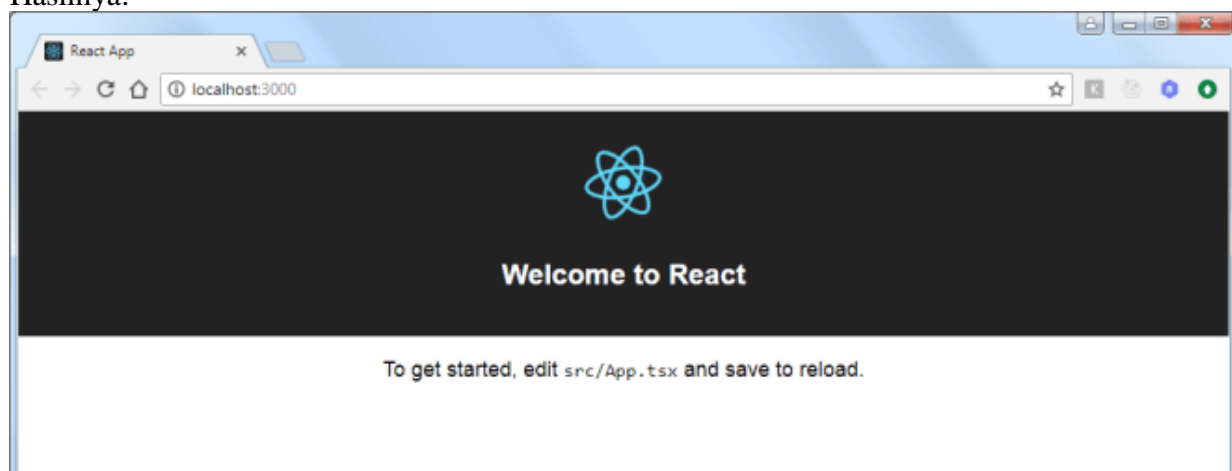 Hasilnya:
React App
localhost:3000
Welcome to React
To get started, edit src/App.tsx and save to reload.